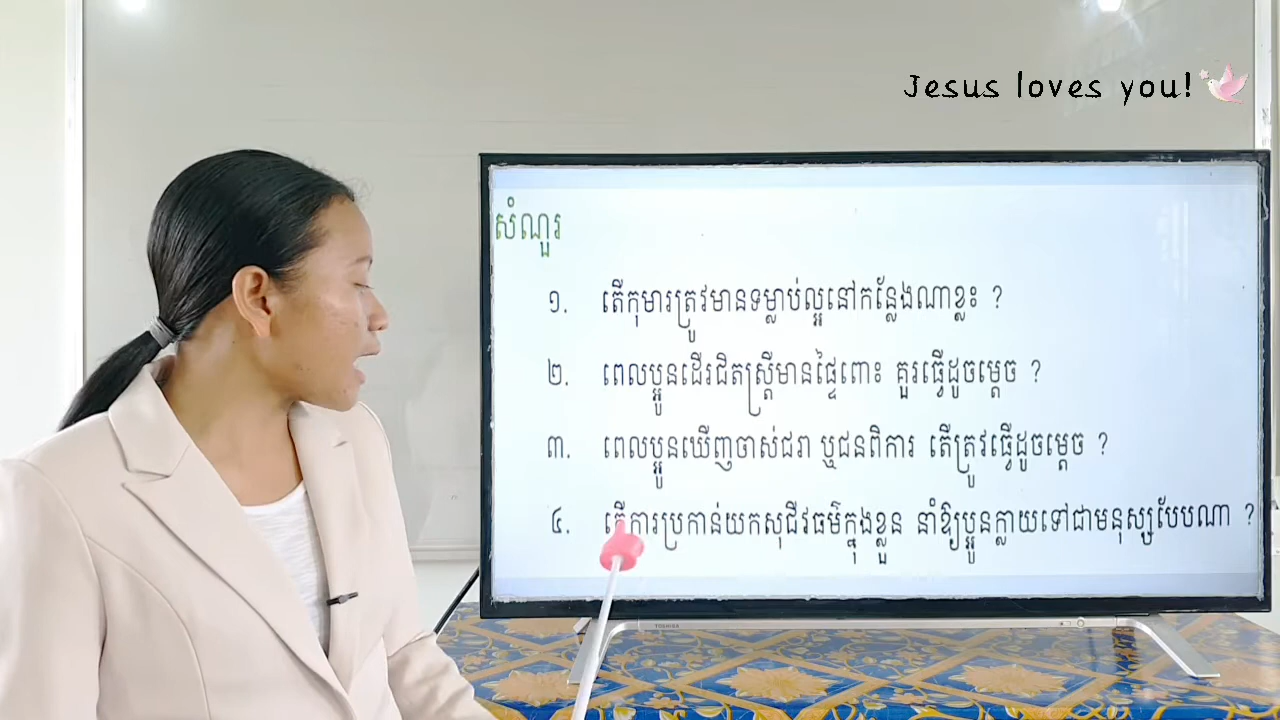 Jesus loves you!
សំណួរ
១. តើកុមារត្រូវមានទម្លាប់ល្អនៅកន្លែងណាខ្លះ ?
២. ពេលប្អូនដើរជិតស្ត្រីមានផ្ទៃពោះ គួរធ្វើដូចម្ដេច ?
៣. ពេលប្អូនឃើញចាស់ជរា ឬជនពិការ តើត្រូវធ្វើដូចម្ដេច ?
៤. តើការប្រកាន់យកសុជីវធម៌ក្នុងខ្លួន នាំឱ្យប្អូនក្លាយទៅជាមនុស្សបែបណា ?
TOSHIBA